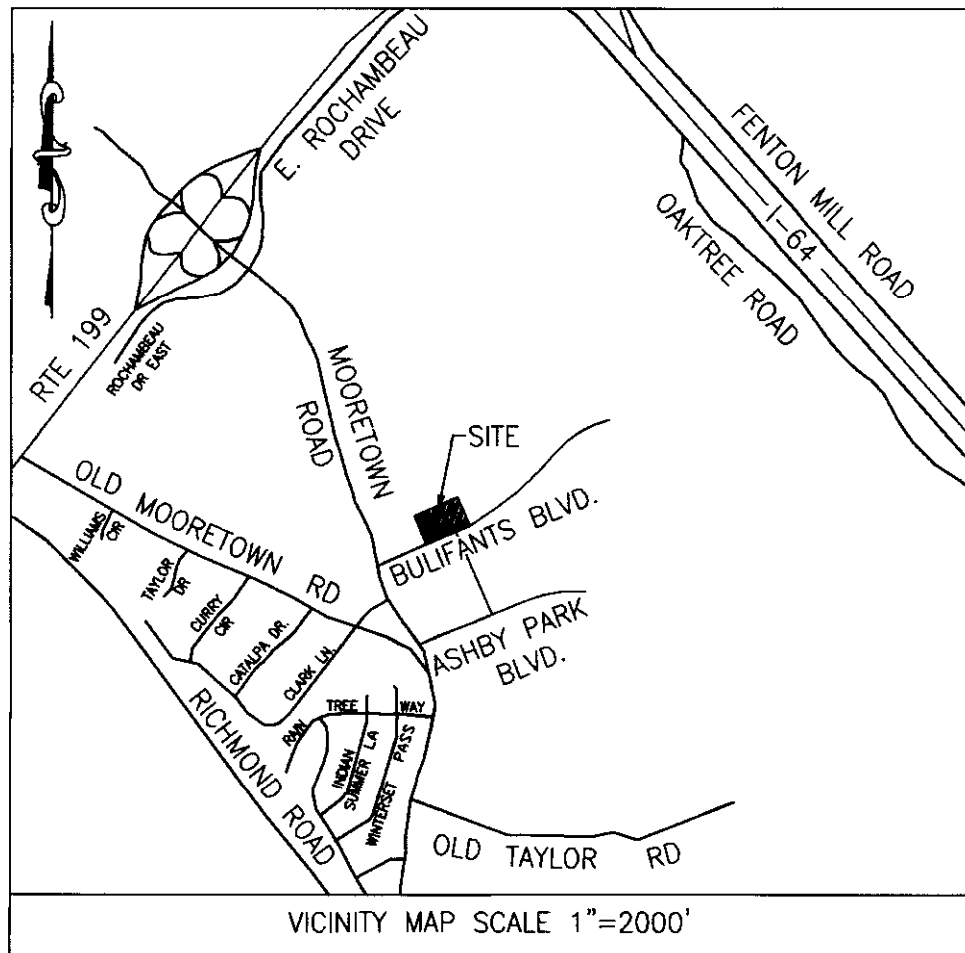 E. ROCHAMBEAU
DRIVE
FENTON MILL ROAD
I-64
OAKTREE ROAD
RTE 199
ROCHAMBEAU
DR EAST
MOORETOWN
ROAD
SITE
OLD MOORETOWN RD
BULIFANTS BLVD.
WILLIAMS
CIR
TAYLOR
DR
CURRY
CIR
CATALPA DR.
CLARK LN.
ASHBY PARK
BLVD.
RICHMOND ROAD
RAIN TREE WAY
INDIAN
SUMMER LA
WINTERSET PASS
OLD TAYLOR RD
VICINITY MAP SCALE 1"=2000'